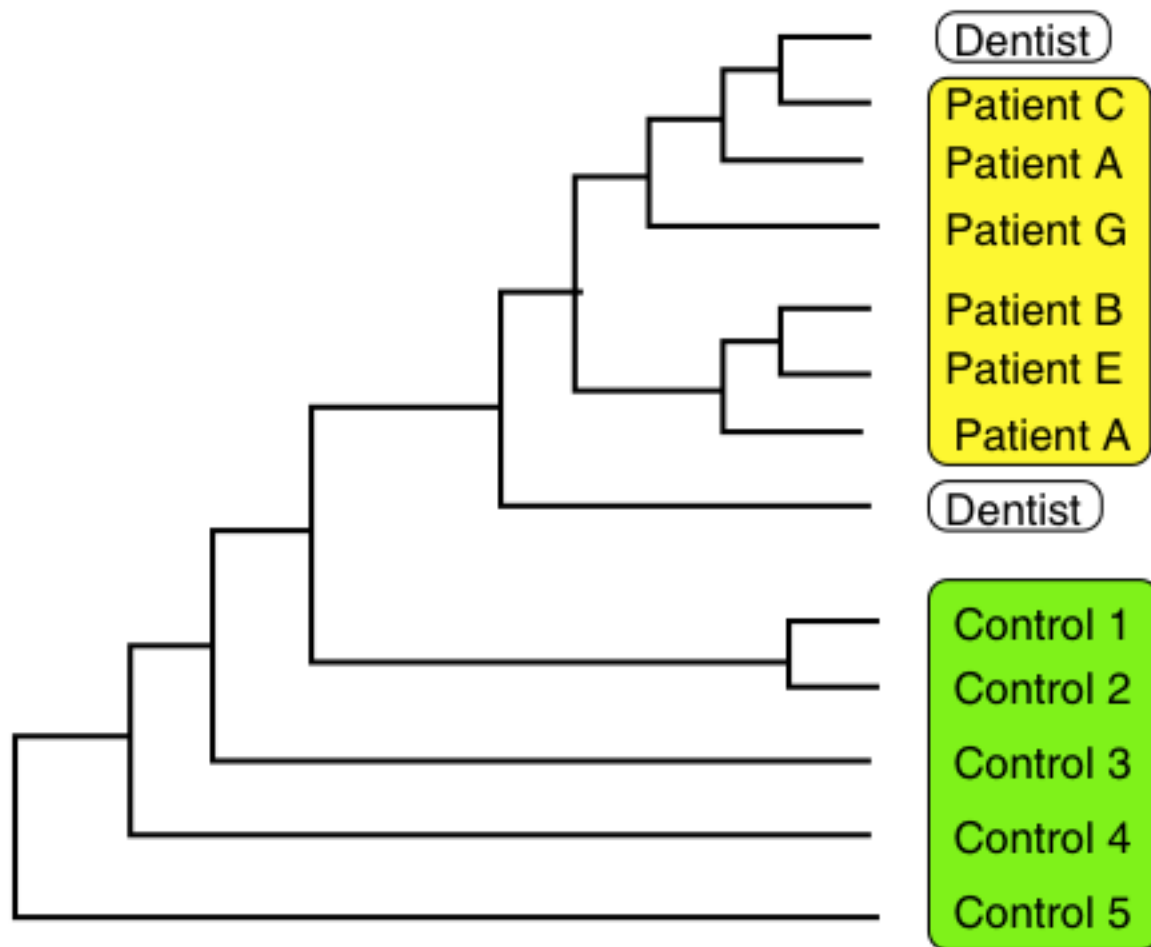 Dentist
Patient C
Patient A
Patient G
Patient B
Patient E
Patient A
Dentist
Control 1
Control 2
Control 3
Control 4
Control 5